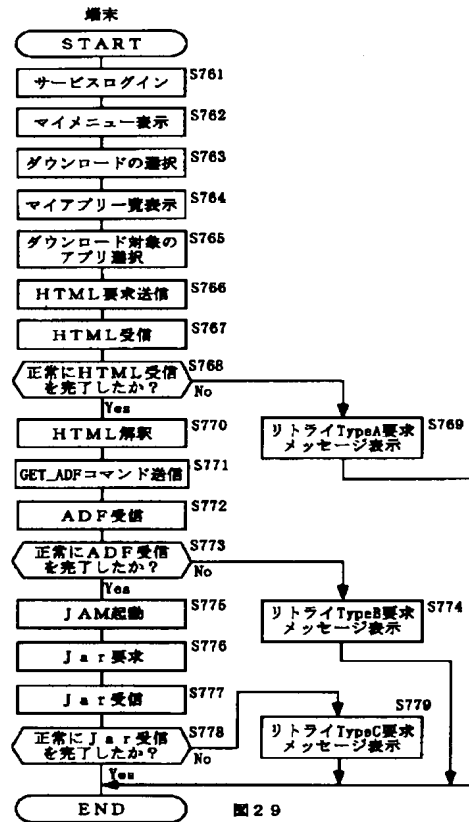 端末
START
サービスログイン
S761
マイメニュー表示
S762
ダウンロードの選択
S763
マイアプリ一覧表示
S764
ダウンロード対象の
アプリ選択
S765
HTML要求送信
S766
HTML受信
S767
正常にHTML受信
を完了したか?
S768
No
Yes
リトライTypeA要求
メッセージ表示
S769
HTML解釈
S770
GET_ADFコマンド送信
S771
ADF受信
S772
正常にADF受信
を完了したか?
S773
No
Yes
リトライTypeB要求
メッセージ表示
S774
JAM起動
S775
Jar要求
S776
Jar受信
S777
正常にJar受信
を完了したか?
S778
No
Yes
S779
リトライTypeC要求
メッセージ表示
END
図29